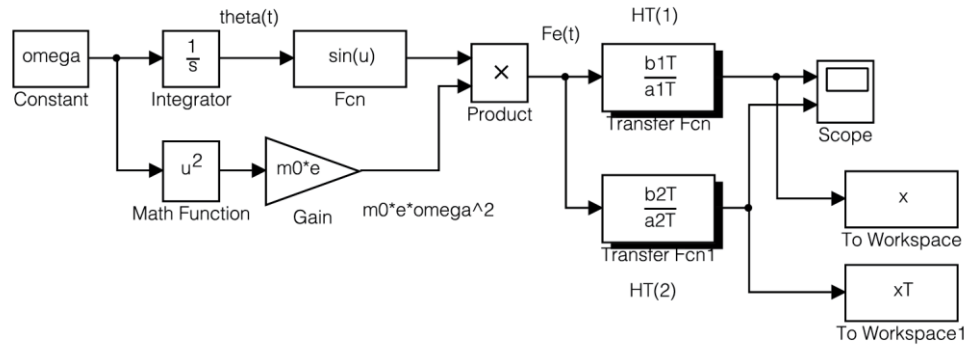 theta(t)
HT(1)
Fe(t)
omega
1
s
sin(u)
×
b1T
a1T
Constant
Integrator
Fcn
Product
Transfer Fcn
Scope
u2
m0*e
b2T
a2T
x
Math Function
Gain
m0*e*omega^2
Transfer Fcn1
To Workspace
HT(2)
xT
To Workspace1